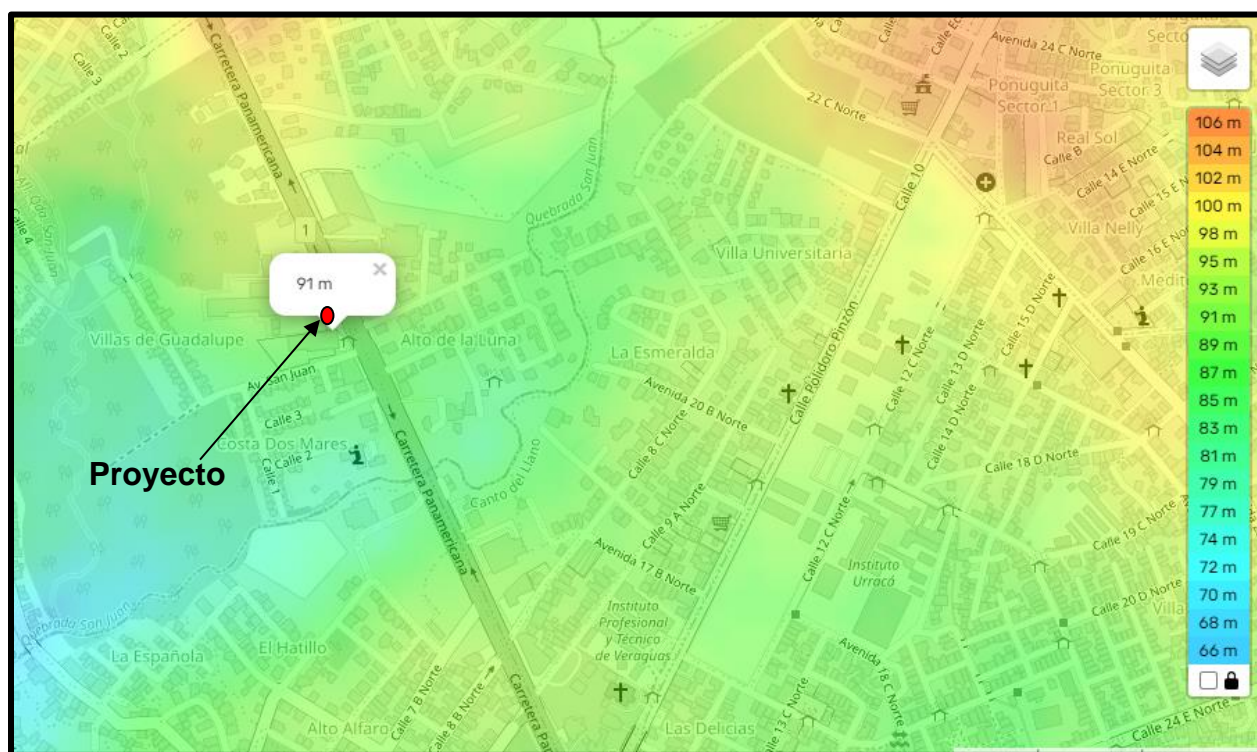 Calle 2
Calle 3
Carretera Panamericana
Quebrada San Juan
Calle 4
1
91 m
×
Villas de Guadalupe
Alto de la Luna
Av. San Juan
Calle 3
Costa Dos Mares
Calle 2
Calle 1
Proyecto
Carretera Panamericana
Canto del Llano
Quebrada San Juan
La Española
El Hatillo
Alto Alfaro
Calle 7 B Norte
Calle 8 B Norte
Carretera Panamericana
La Esmeralda
Villa Universitaria
Avenida 20 B Norte
Calle 8 C Norte
Calle 9 A Norte
Avenida 17 B Norte
Instituto
Profesional
y Técnico
de Veraguas
Las Delicias
Calle 13 C Norte
Calle Polidoro Pinzón
Calle 10
22 C Norte
Avenida 24 C Norte
Ponuguita
Sector 1
Ponuguita
Sector 3
Real Sol
Calle B
Calle 14 E Norte
Calle 15 E N
Villa Nelly
Calle 16 E Nor
Calle 12 C Norte
Calle 13 D Norte
Calle 15 D Norte
Calle 14 D Norte
Calle 18 D Norte
Calle 12 C Norte
Calle 19 C Norte
Instituto
Urracá
Calle 20 D Norte
Avenida 18 C Norte
Calle 24 E Norte
106 m
104 m
102 m
100 m
98 m
95 m
93 m
91 m
89 m
87 m
85 m
83 m
81 m
79 m
77 m
74 m
72 m
70 m
68 m
66 m